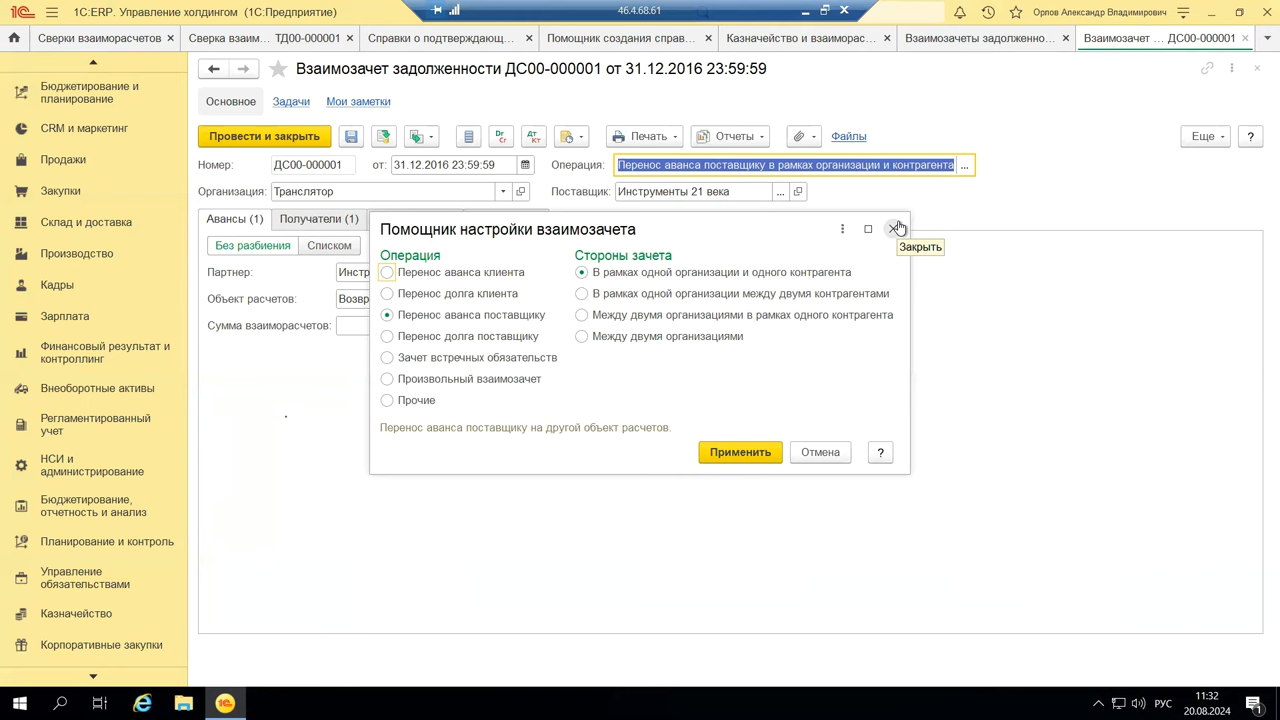 1С:ERP. Управление холдингом (1С:Предприятие)
46.4.68.61
Орлов Александр Владимирович
Сверки взаиморасчетов
Сверка взаим... ТД00-000001
Справки о подтверждающ...
Помощник создания справ...
Казначейство и взаиморас...
Взаимозачеты задолженно...
Взаимозачет ... ДС00-000001
Бюджетирование и
планирование
CRM и маркетинг
Продажи
Закупки
Склад и доставка
Производство
Кадры
Зарплата
Финансовый результат и
контроллинг
Внеоборотные активы
Регламентированный
учет
НСИ и
администрирование
Бюджетирование,
отчетность и анализ
Планирование и контроль
Управление
обязательствами
Казначейство
Корпоративные закупки
Взаимозачет задолженности ДС00-000001 от 31.12.2016 23:59:59
Основное
Задачи
Мои заметки
Провести и закрыть
Печать
Отчеты
Файлы
Еще
?
Номер:
ДС00-000001
от:
31.12.2016 23:59:59
Операция:
Перенос аванса поставщику в рамках организации и контрагента
Организация:
Транслятор
Поставщик:
Инструменты 21 века
Авансы (1)
Получатели (1)
Без разбиения
Списком
Партнер:
Инстр
Объект расчетов:
Возвр
Сумма взаиморасчетов:
Помощник настройки взаимозачета
Закрыть
Операция
Перенос аванса клиента
Перенос долга клиента
Перенос аванса поставщику
Перенос долга поставщику
Зачет встречных обязательств
Произвольный взаимозачет
Прочие
Стороны зачета
В рамках одной организации и одного контрагента
В рамках одной организации между двумя контрагентами
Между двумя организациями в рамках одного контрагента
Между двумя организациями
Перенос аванса поставщику на другой объект расчетов.
Применить
Отмена
?
РУС
11:32
20.08.2024
1